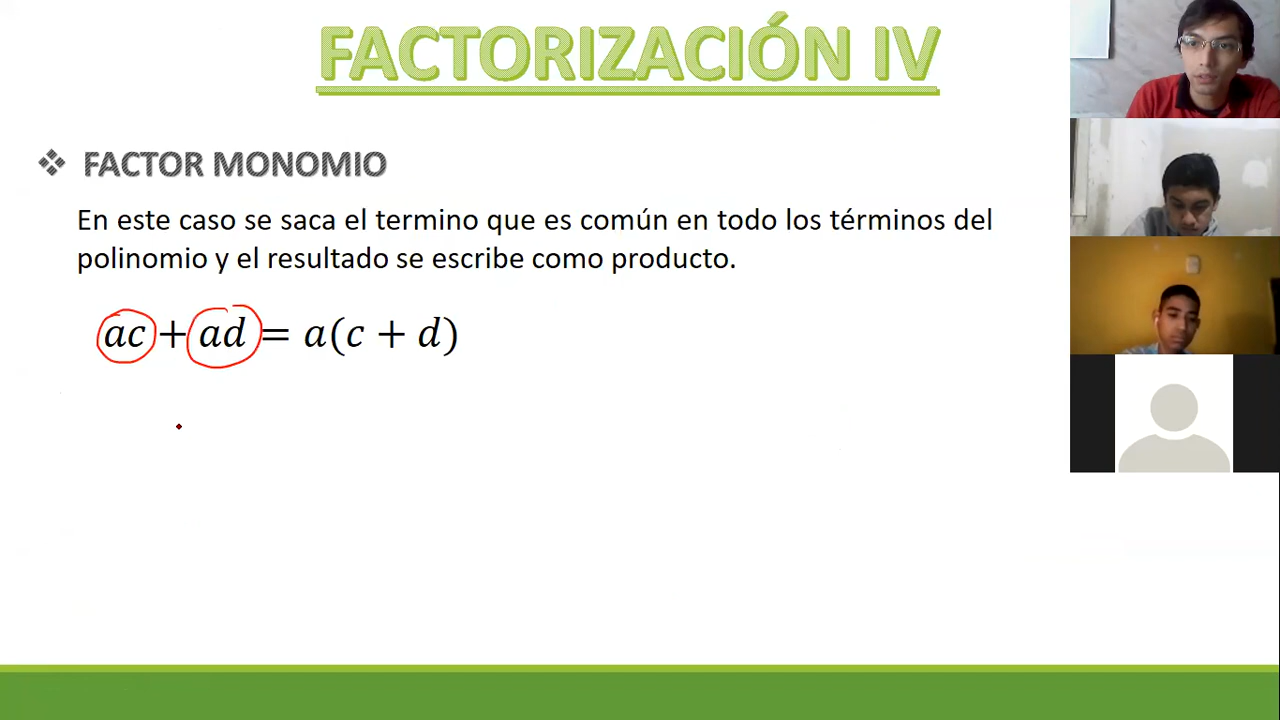 FACTORIZACIÓN IV
❖ FACTOR MONOMIO
En este caso se saca el termino que es común en todo los términos del
polinomio y el resultado se escribe como producto.
ac + ad = a(c + d)